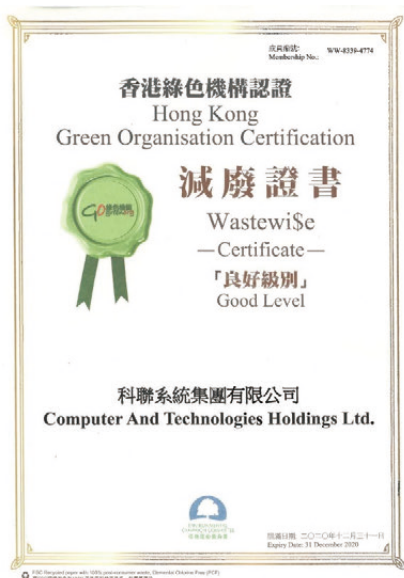 成員編號:
Membership No.: WW-8339-4774
香港綠色機構認證
Hong Kong
Green Organisation Certification
減廢證書
Wastewi$e
—Certificate—
「良好級別」
Good Level
科聯系統集團有限公司
Computer And Technologies Holdings Ltd.
屆滿日期: 二〇二〇年十二月三十一日
Expiry Date: 31 December 2020